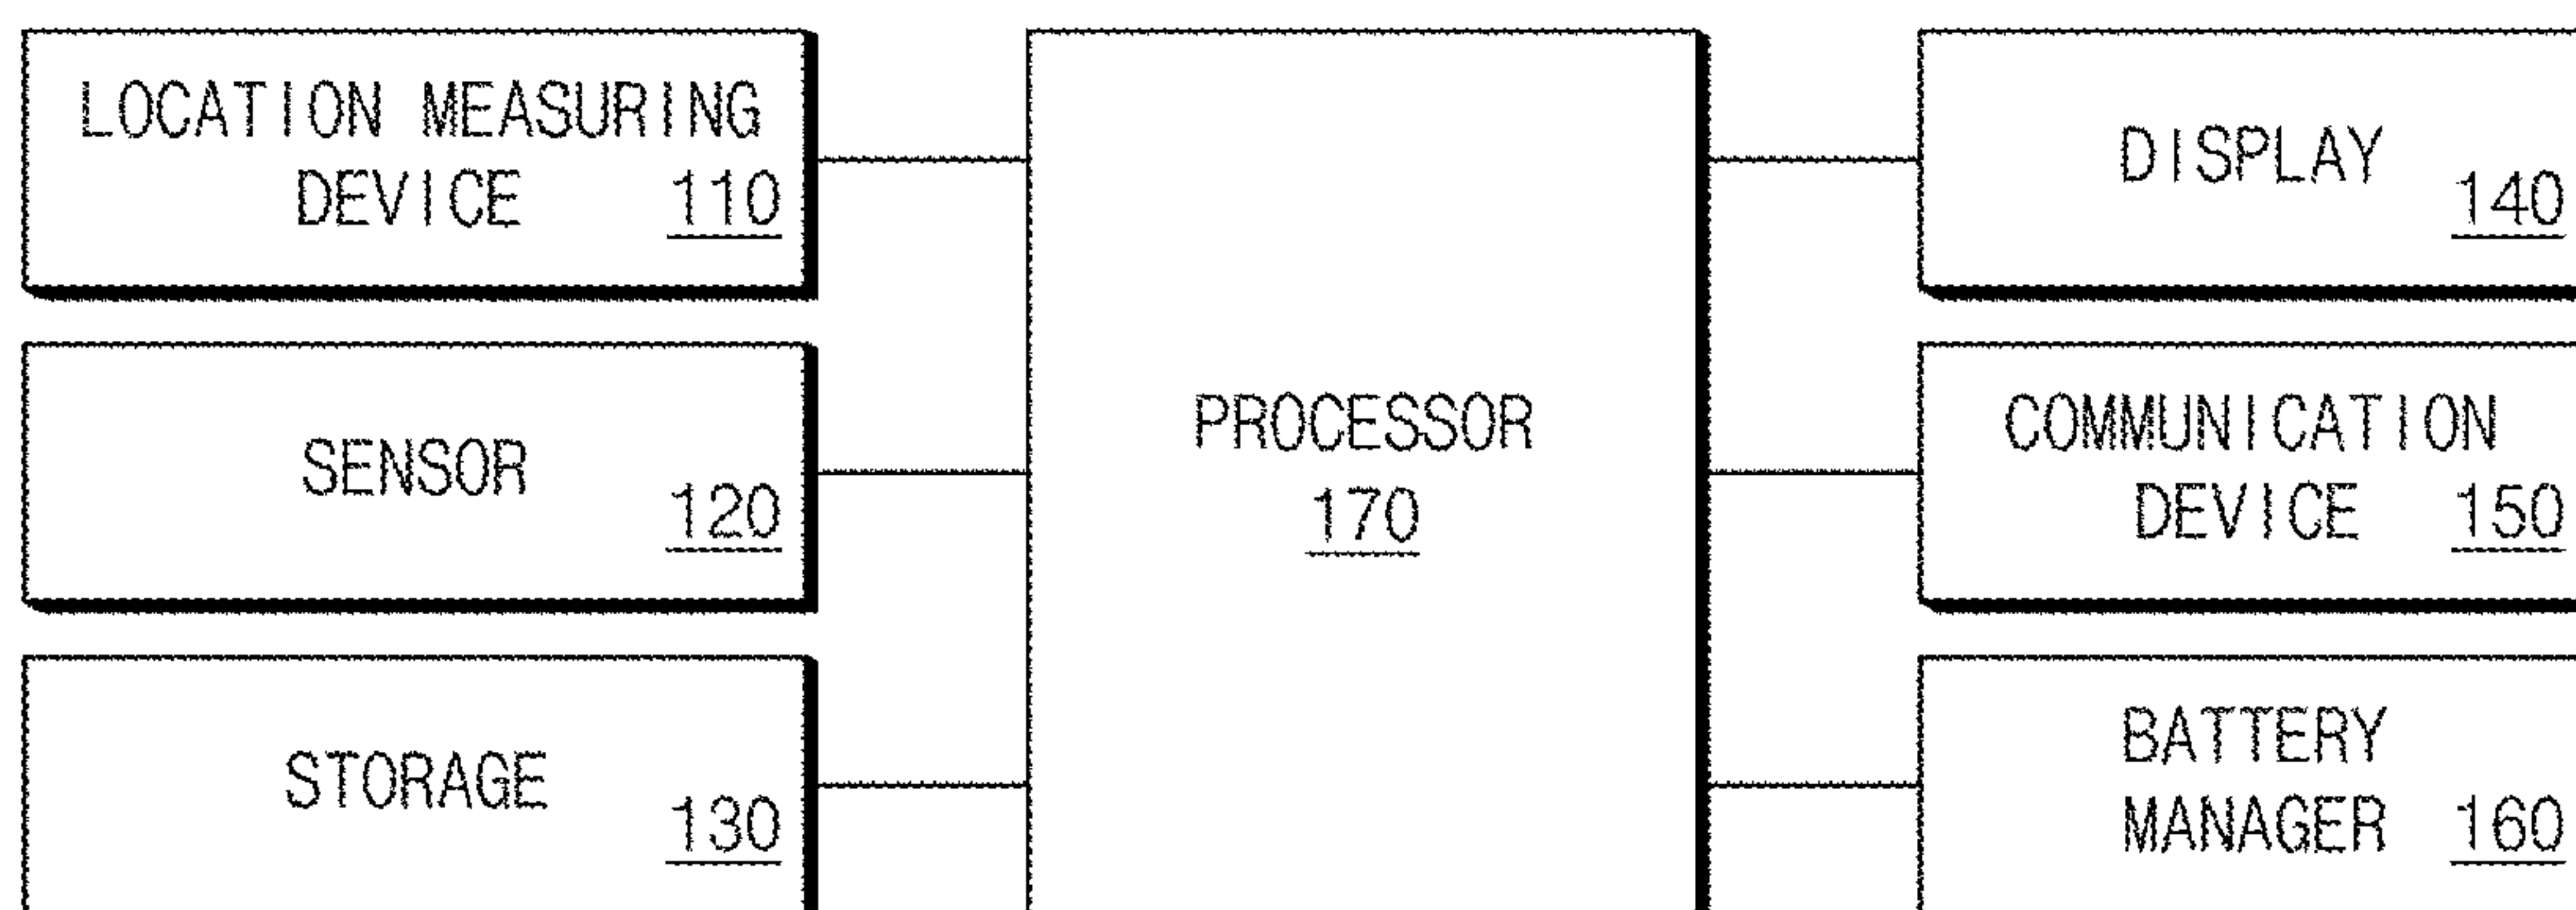 LOCATION MEASURING
DEVICE 110
SENSOR
120
STORAGE
130
PROCESSOR
170
DISPLAY
140
COMMUNICATION
DEVICE 150
BATTERY
MANAGER 160